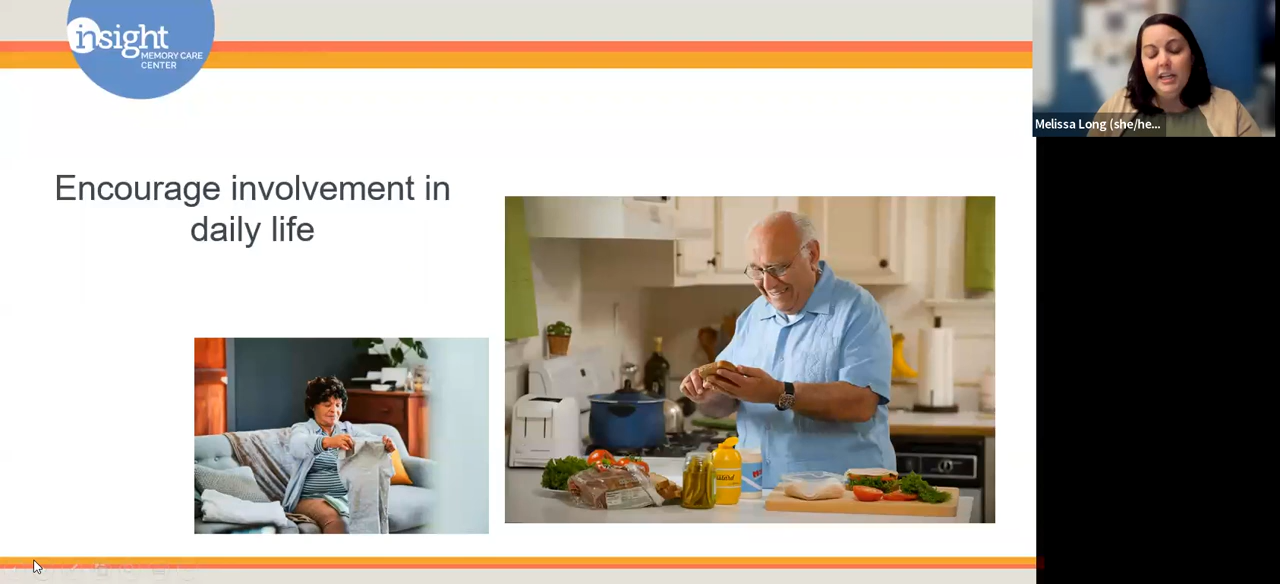 insight
MEMORY CARE
CENTER
Melissa Long (she/he...
Encourage involvement in
daily life